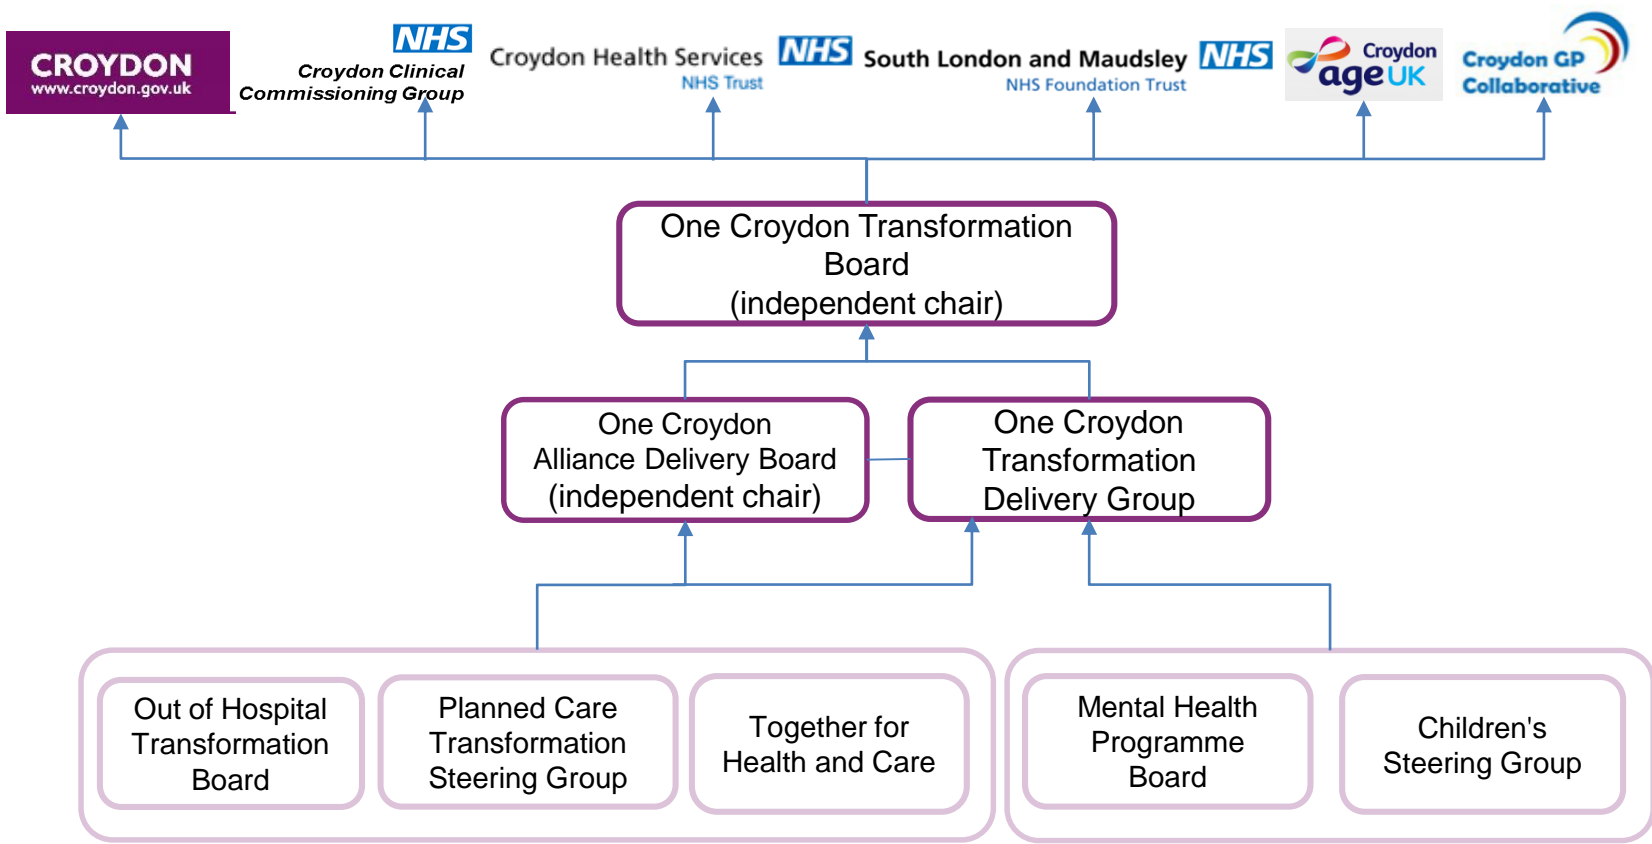 CROYDON
www.croydon.gov.uk
NHS
Croydon Clinical
Commissioning Group
Croydon Health Services NHS
NHS Trust
South London and Maudsley NHS
NHS Foundation Trust
Croydon
age UK
Croydon GP
Collaborative
One Croydon Transformation
Board
(independent chair)
One Croydon
Alliance Delivery Board
(independent chair)
One Croydon
Transformation
Delivery Group
Out of Hospital
Transformation
Board
Planned Care
Transformation
Steering Group
Together for
Health and Care
Mental Health
Programme
Board
Children's
Steering Group